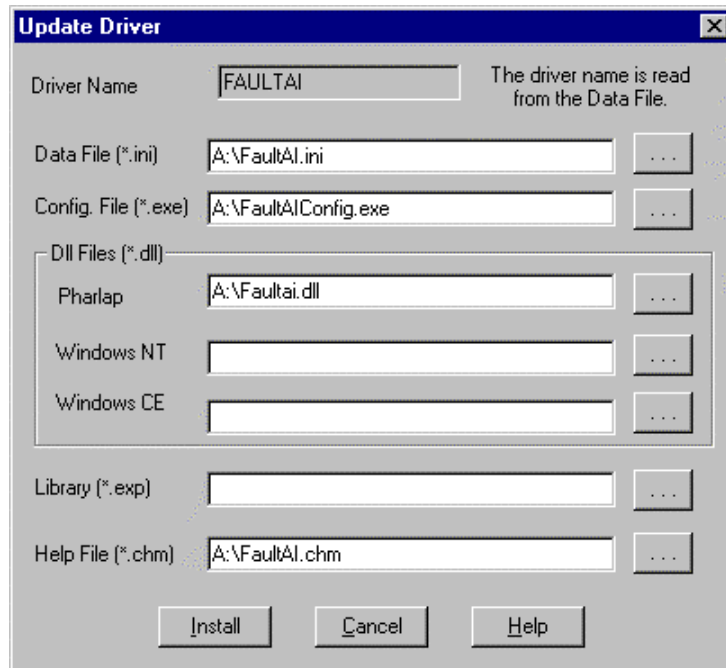 Update Driver
Driver Name
FAULTAI
The driver name is read
from the Data File.
Data File (*.ini)
A:\FaultAI.ini
...
Config. File (*.exe)
A:\FaultAIConfig.exe
...
Dll Files (*.dll)
Pharlap
A:\Faultai.dll
...
Windows NT
...
Windows CE
...
Library (*.exp)
...
Help File (*.chm)
A:\FaultAI.chm
...
Install
Cancel
Help